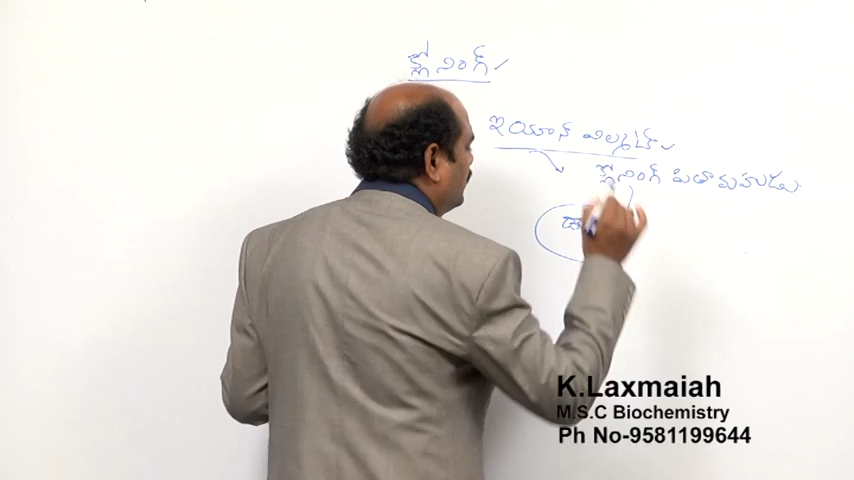 క్లోనింగ్
ఇయాన్ విల్మట్
క్లోనింగ్ పితామహుడు
డా
K.Laxmaiah
M.S.C Biochemistry
Ph No-9581199644